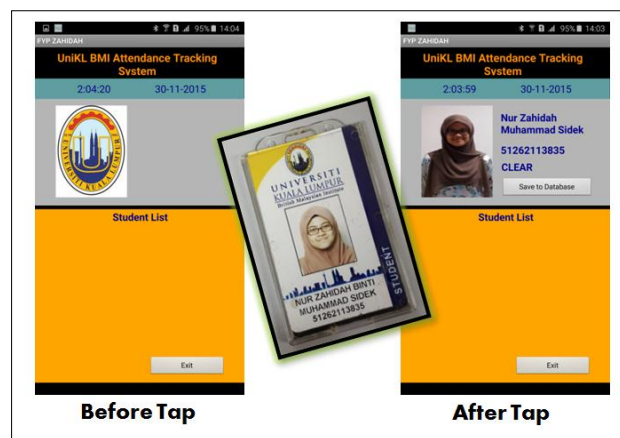 95% 14:04
FYP ZAHIDAH
UniKL BMI Attendance Tracking
System
2:04:20 30-11-2015
UNIVERSITI
KUALA LUMPUR
Student List
Exit
Before Tap
UNIVERSITI
KUALA LUMPUR
British Malaysian Institute
STUDENT
NUR ZAHIDAH BINTI
MUHAMMAD SIDEK
51262113835
95% 14:03
FYP ZAHIDAH
UniKL BMI Attendance Tracking
System
2:03:59 30-11-2015
Nur Zahidah
Muhammad Sidek
51262113835
CLEAR
Save to Database
Student List
Exit
After Tap